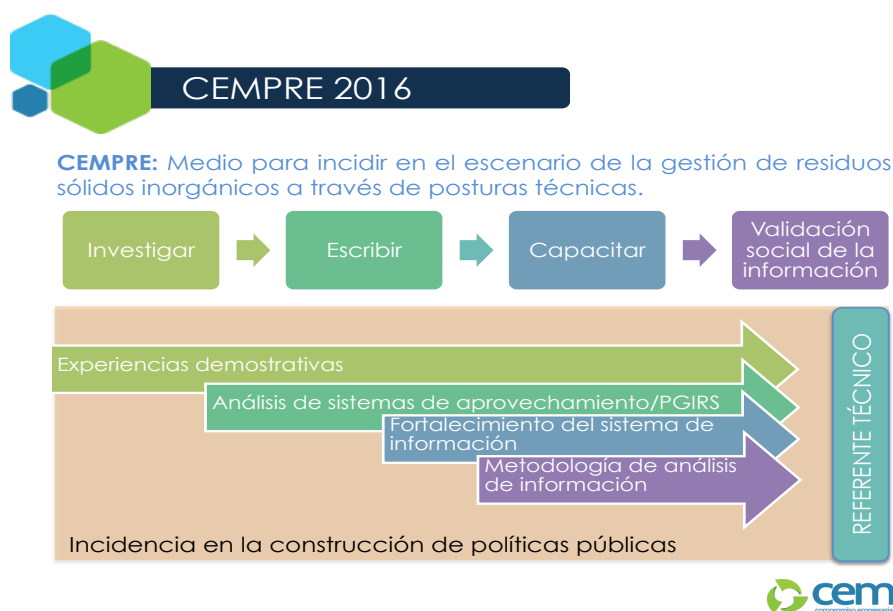 CEMPRE 2016
CEMPRE: Medio para incidir en el escenario de la gestión de residuos
sólidos inorgánicos a través de posturas técnicas.
Investigar
Escribir
Capacitar
Validación
social de la
información
Experiencias demostrativas
Análisis de sistemas de aprovechamiento/PGIRS
Fortalecimiento del sistema de
información
Metodología de análisis
de información
Incidencia en la construcción de políticas públicas
REFERENTE TÉCNICO
cem
compromiso empresaria